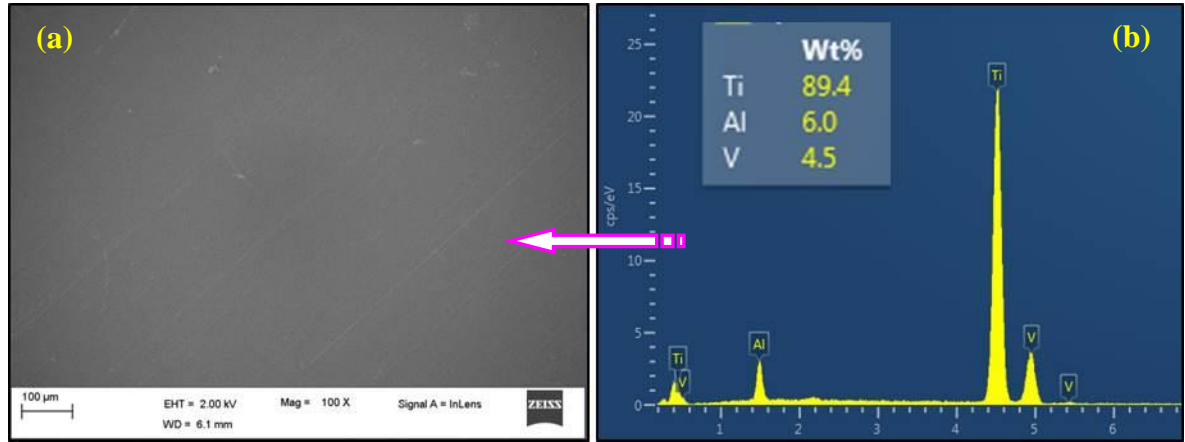 (a)
100 µm
EHT = 2.00 kV
Mag = 100 X
Signal A = InLens
WD = 6.1 mm
ZEISS
(b)
Wt%
Ti 89.4
Al 6.0
V 4.5
cps/eV
25
20
15
10
5
0
Ti
V
Al
Ti
V
V
1 2 3 4 5 6